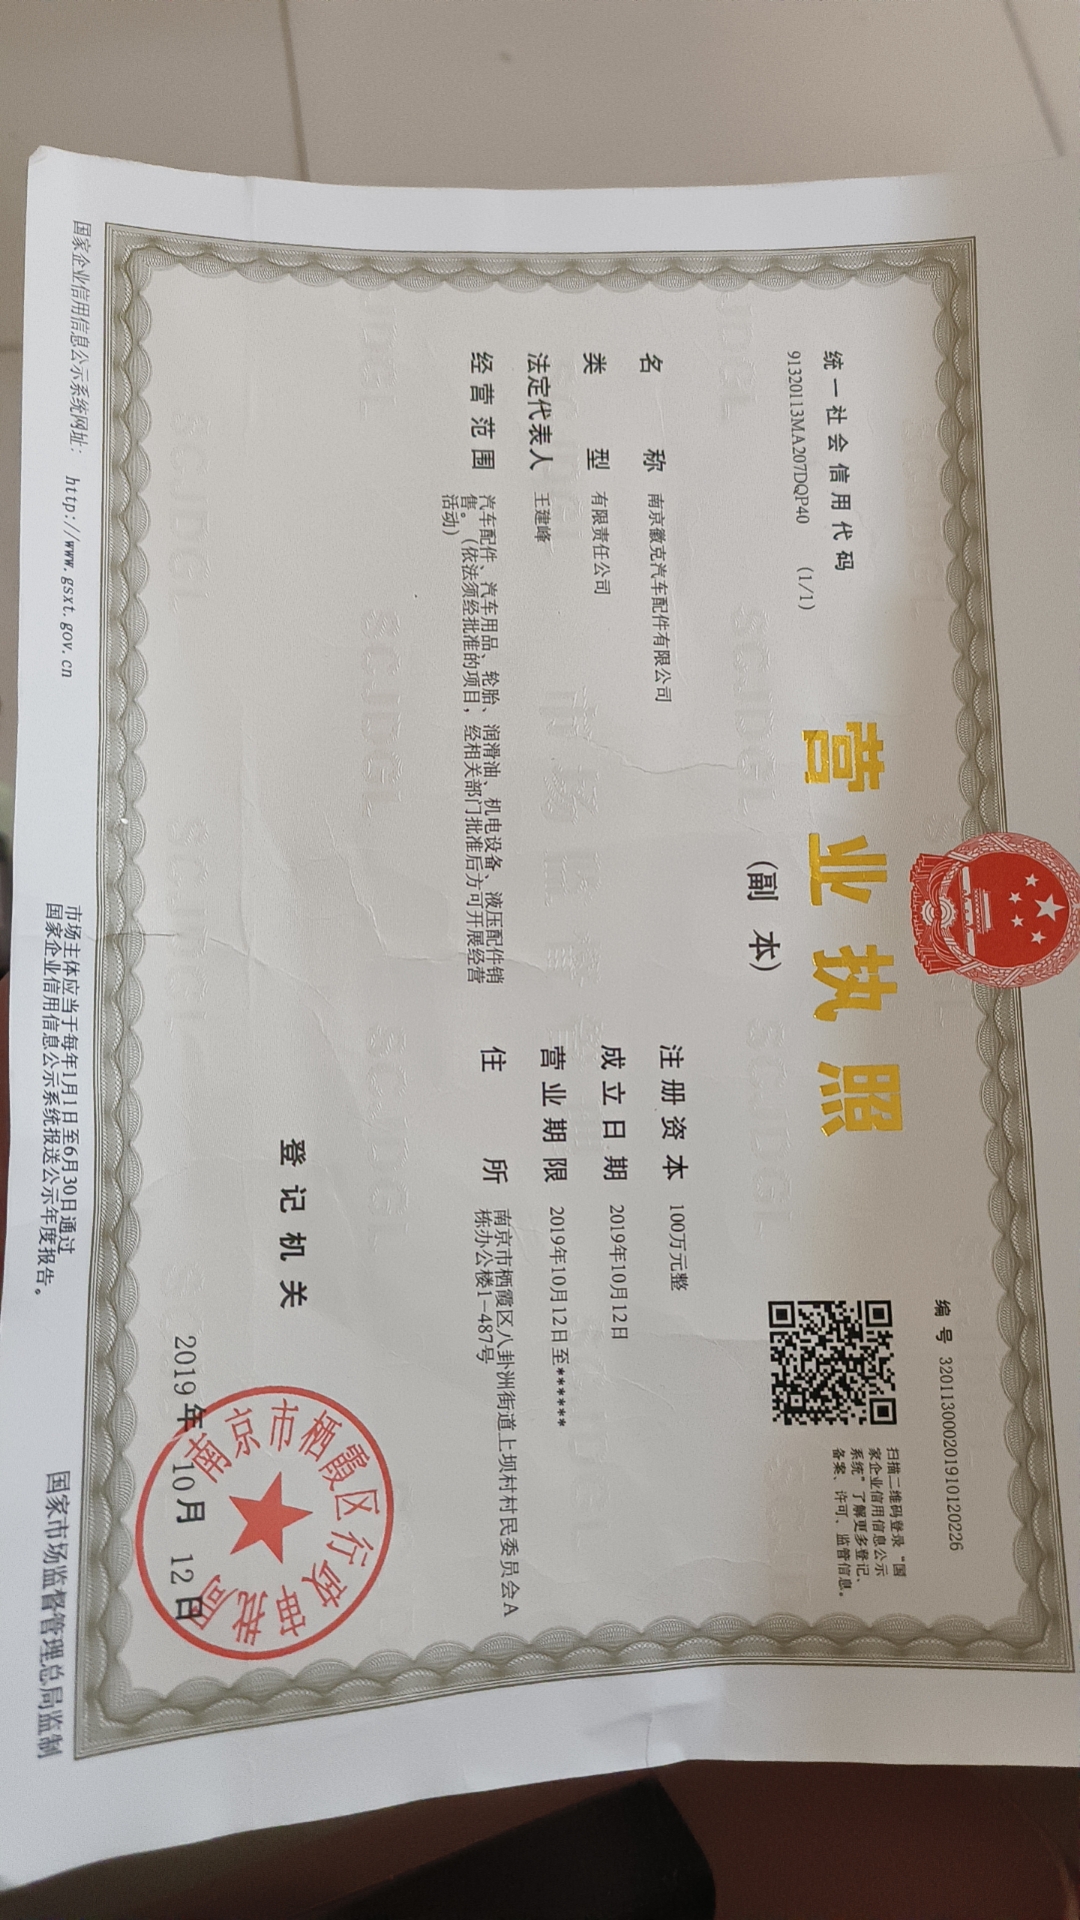 编 号 320113000201910120226
统一社会信用代码
91320113MA207DQP40 (1/1)
营业执照
(副 本)
扫描二维码登录“国
家企业信用信息公示
系统”了解更多登记、
备案、许可、监管信息。
名 称 南京徽克汽车配件有限公司
类 型 有限责任公司
法定代表人 王建峰
经营范围 汽车配件、汽车用品、轮胎、润滑油、机电设备、液压配件销
售。（依法须经批准的项目，经相关部门批准后方可开展经营
活动）
注册资本 100万元整
成立日期 2019年10月12日
营业期限 2019年10月12日至******
住 所 南京市栖霞区八卦洲街道上坝村村民委员会A
栋办公楼1-487号
登记机关
南京市栖霞区行政审批局
2019年 10月 12日
国家企业信用信息公示系统网址： http://www.gsxt.gov.cn
市场主体应当于每年1月1日至6月30日通过
国家企业信用信息公示系统报送公示年度报告。
国家市场监督管理总局监制